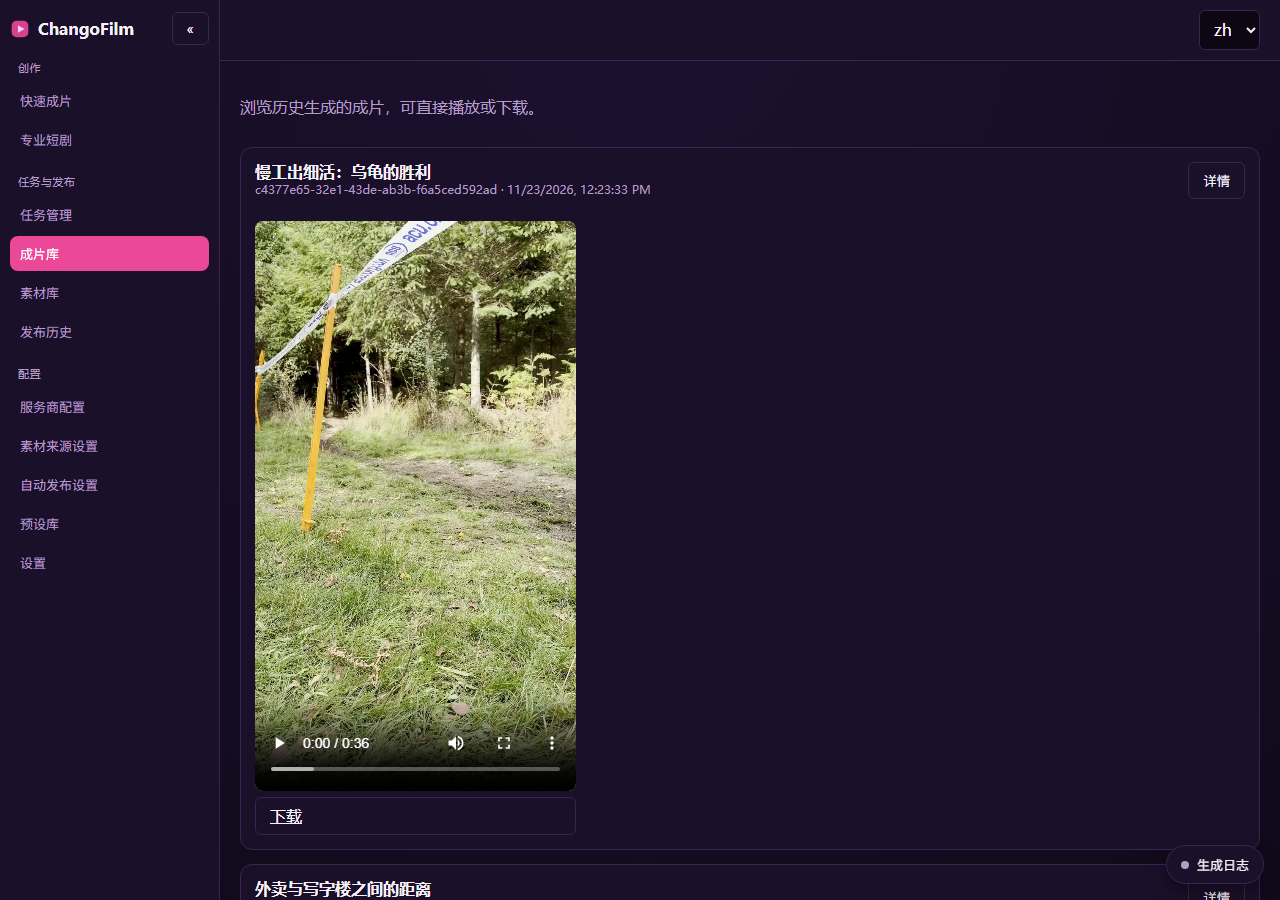 ChangoFilm
«
zh
创作
快速成片
专业短剧
任务与发布
任务管理
成片库
素材库
发布历史
配置
服务商配置
素材来源设置
自动发布设置
预设库
设置
浏览历史生成的成片，可直接播放或下载。
慢工出细活：乌龟的胜利
c4377e65-32e1-43de-ab3b-f6a5ced592ad · 11/23/2026, 12:23:33 PM
详情
acu.c
0:00 / 0:36
下载
生成日志
外卖与写字楼之间的距离
详情